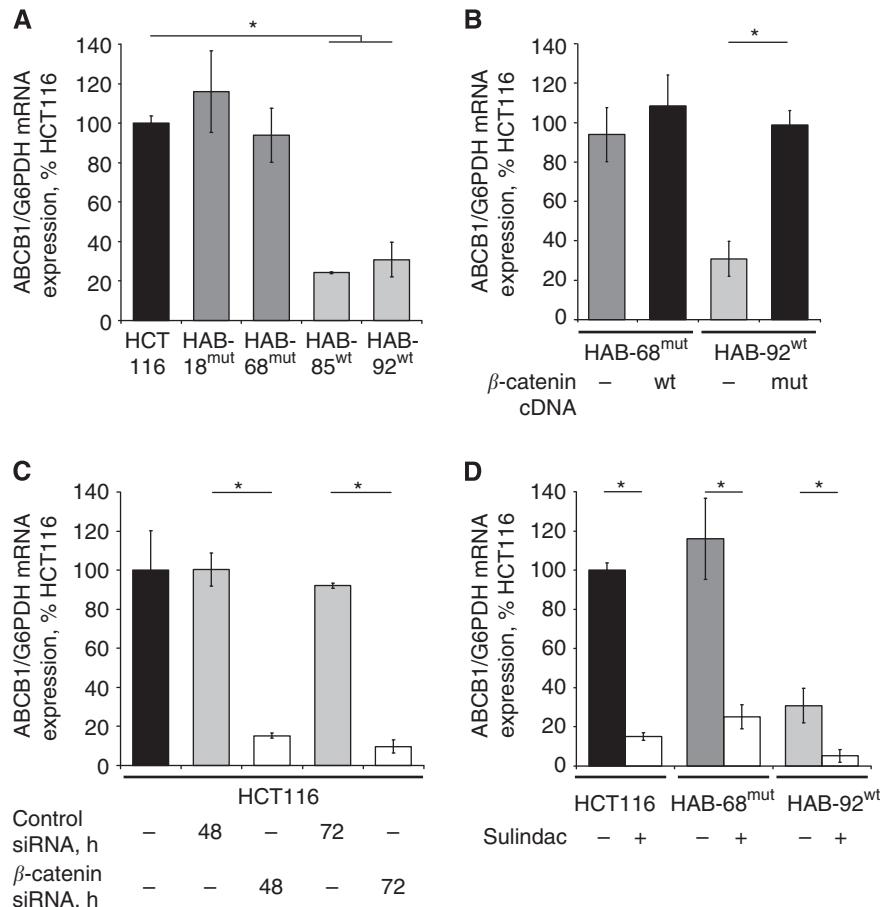 A
ABCB1/G6PDH mRNA
expression, % HCT116
140
120
100
80
60
40
20
0
*
HCT HAB- HAB- HAB- HAB-
116 18mut 68mut 85wt 92wt
B
ABCB1/G6PDH mRNA
expression, % HCT116
140
120
100
80
60
40
20
0
*
HAB-68mut HAB-92wt
β-catenin – wt – mut
cDNA
C
ABCB1/G6PDH mRNA
expression, % HCT116
140
120
100
80
60
40
20
0
* *
HCT116
Control
siRNA, h – 48 – 72 –
β-catenin
siRNA, h – – 48 – 72
D
ABCB1/G6PDH mRNA
expression, % HCT116
140
120
100
80
60
40
20
0
* * *
HCT116 HAB-68mut HAB-92wt
Sulindac – + – + – +